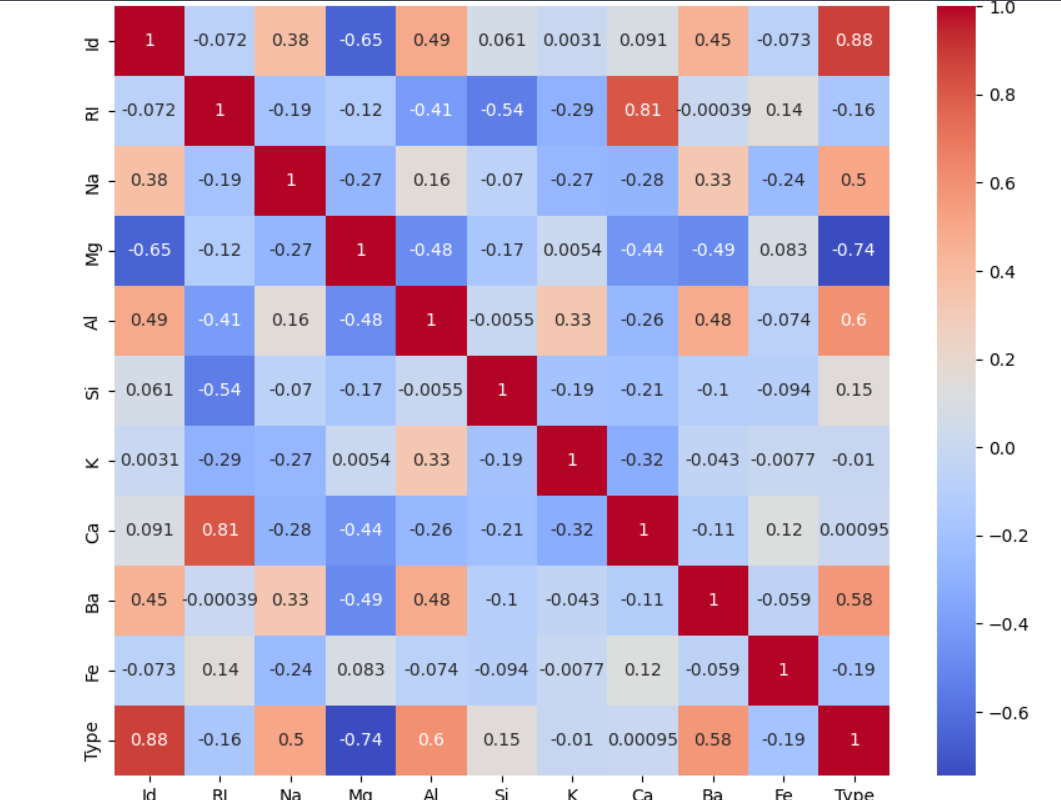 Id 1 -0.072 0.38 -0.65 0.49 0.061 0.0031 0.091 0.45 -0.073 0.88
RI -0.072 1 -0.19 -0.12 -0.41 -0.54 -0.29 0.81 -0.00039 0.14 -0.16
Na 0.38 -0.19 1 -0.27 0.16 -0.07 -0.27 -0.28 0.33 -0.24 0.5
Mg -0.65 -0.12 -0.27 1 -0.48 -0.17 0.0054 -0.44 -0.49 0.083 -0.74
Al 0.49 -0.41 0.16 -0.48 1 -0.0055 0.33 -0.26 0.48 -0.074 0.6
Si 0.061 -0.54 -0.07 -0.17 -0.0055 1 -0.19 -0.21 -0.1 -0.094 0.15
K 0.0031 -0.29 -0.27 0.0054 0.33 -0.19 1 -0.32 -0.043 -0.0077 -0.01
Ca 0.091 0.81 -0.28 -0.44 -0.26 -0.21 -0.32 1 -0.11 0.12 0.00095
Ba 0.45 -0.00039 0.33 -0.49 0.48 -0.1 -0.043 -0.11 1 -0.059 0.58
Fe -0.073 0.14 -0.24 0.083 -0.074 -0.094 -0.0077 0.12 -0.059 1 -0.19
Type 0.88 -0.16 0.5 -0.74 0.6 0.15 -0.01 0.00095 0.58 -0.19 1
Id RI Na Mg Al Si K Ca Ba Fe Type
1.0
0.8
0.6
0.4
0.2
0.0
−0.2
−0.4
−0.6